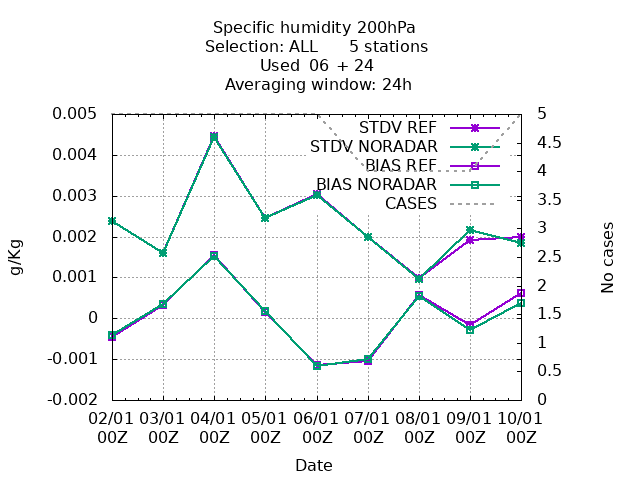 Specific humidity 200hPa
Selection: ALL 5 stations
Used 06 + 24
Averaging window: 24h
STDV REF
STDV NORADAR
BIAS REF
BIAS NORADAR
CASES
0.005
0.004
0.003
0.002
0.001
0
-0.001
-0.002
g/Kg
5
4.5
4
3.5
3
2.5
2
1.5
1
0.5
0
No cases
02/01 03/01 04/01 05/01 06/01 07/01 08/01 09/01 10/01
00Z 00Z 00Z 00Z 00Z 00Z 00Z 00Z 00Z
Date